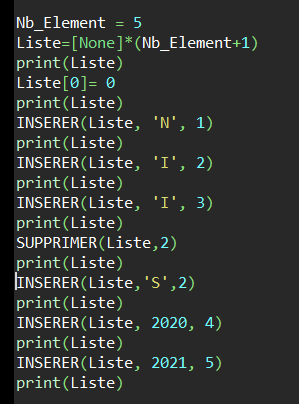 Nb_Element = 5
Liste=[None]*(Nb_Element+1)
print(Liste)
Liste[0]= 0
print(Liste)
INSERER(Liste, 'N', 1)
print(Liste)
INSERER(Liste, 'I', 2)
print(Liste)
INSERER(Liste, 'I', 3)
print(Liste)
SUPPRIMER(Liste,2)
print(Liste)
INSERER(Liste,'S',2)
print(Liste)
INSERER(Liste, 2020, 4)
print(Liste)
INSERER(Liste, 2021, 5)
print(Liste)